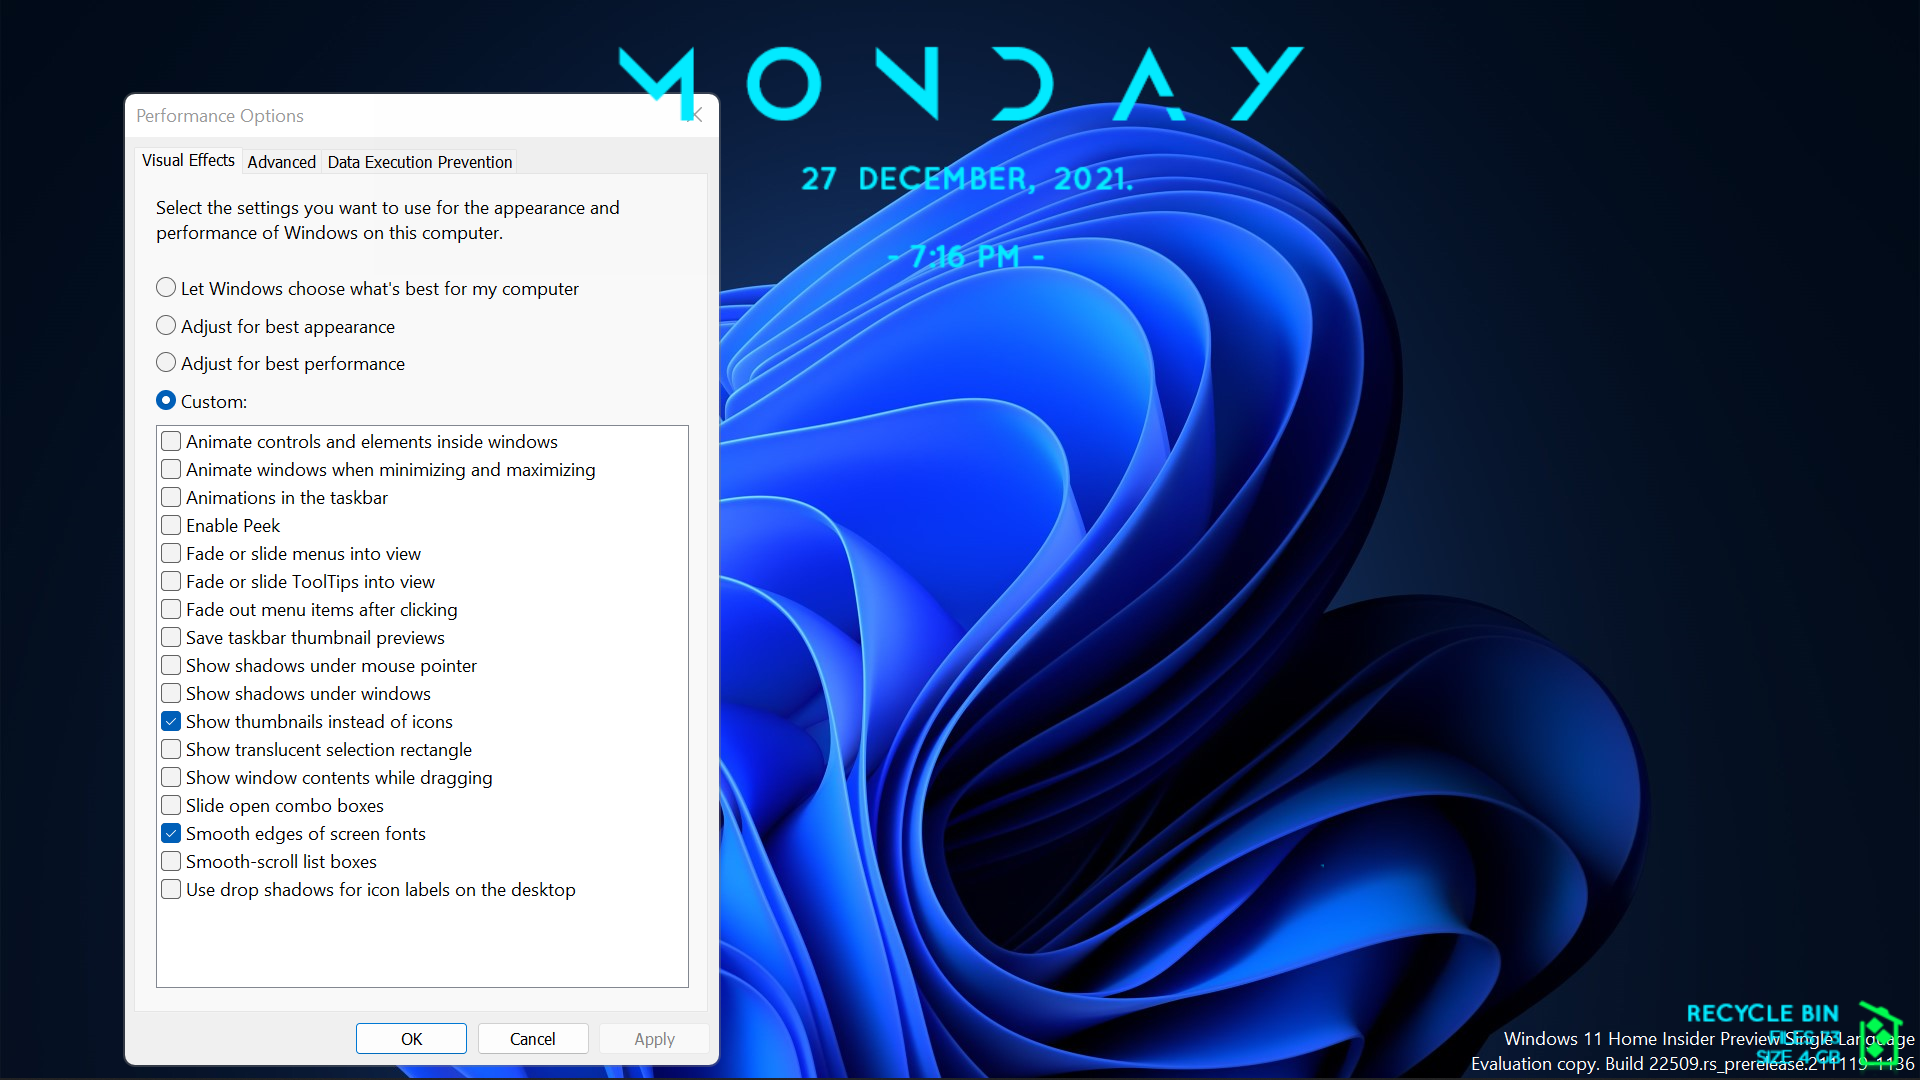 MONDAY
27 DECEMBER, 2021.
- 7:16 PM -
Performance Options
Visual Effects
Advanced
Data Execution Prevention
Select the settings you want to use for the appearance and
performance of Windows on this computer.
Let Windows choose what's best for my computer
Adjust for best appearance
Adjust for best performance
Custom:
Animate controls and elements inside windows
Animate windows when minimizing and maximizing
Animations in the taskbar
Enable Peek
Fade or slide menus into view
Fade or slide ToolTips into view
Fade out menu items after clicking
Save taskbar thumbnail previews
Show shadows under mouse pointer
Show shadows under windows
Show thumbnails instead of icons
Show translucent selection rectangle
Show window contents while dragging
Slide open combo boxes
Smooth edges of screen fonts
Smooth-scroll list boxes
Use drop shadows for icon labels on the desktop
OK
Cancel
Apply
RECYCLE BIN
FILES 73
SIZE 4 GB
Windows 11 Home Insider Preview Single Language
Evaluation copy. Build 22509.rs_prerelease.211119-1136